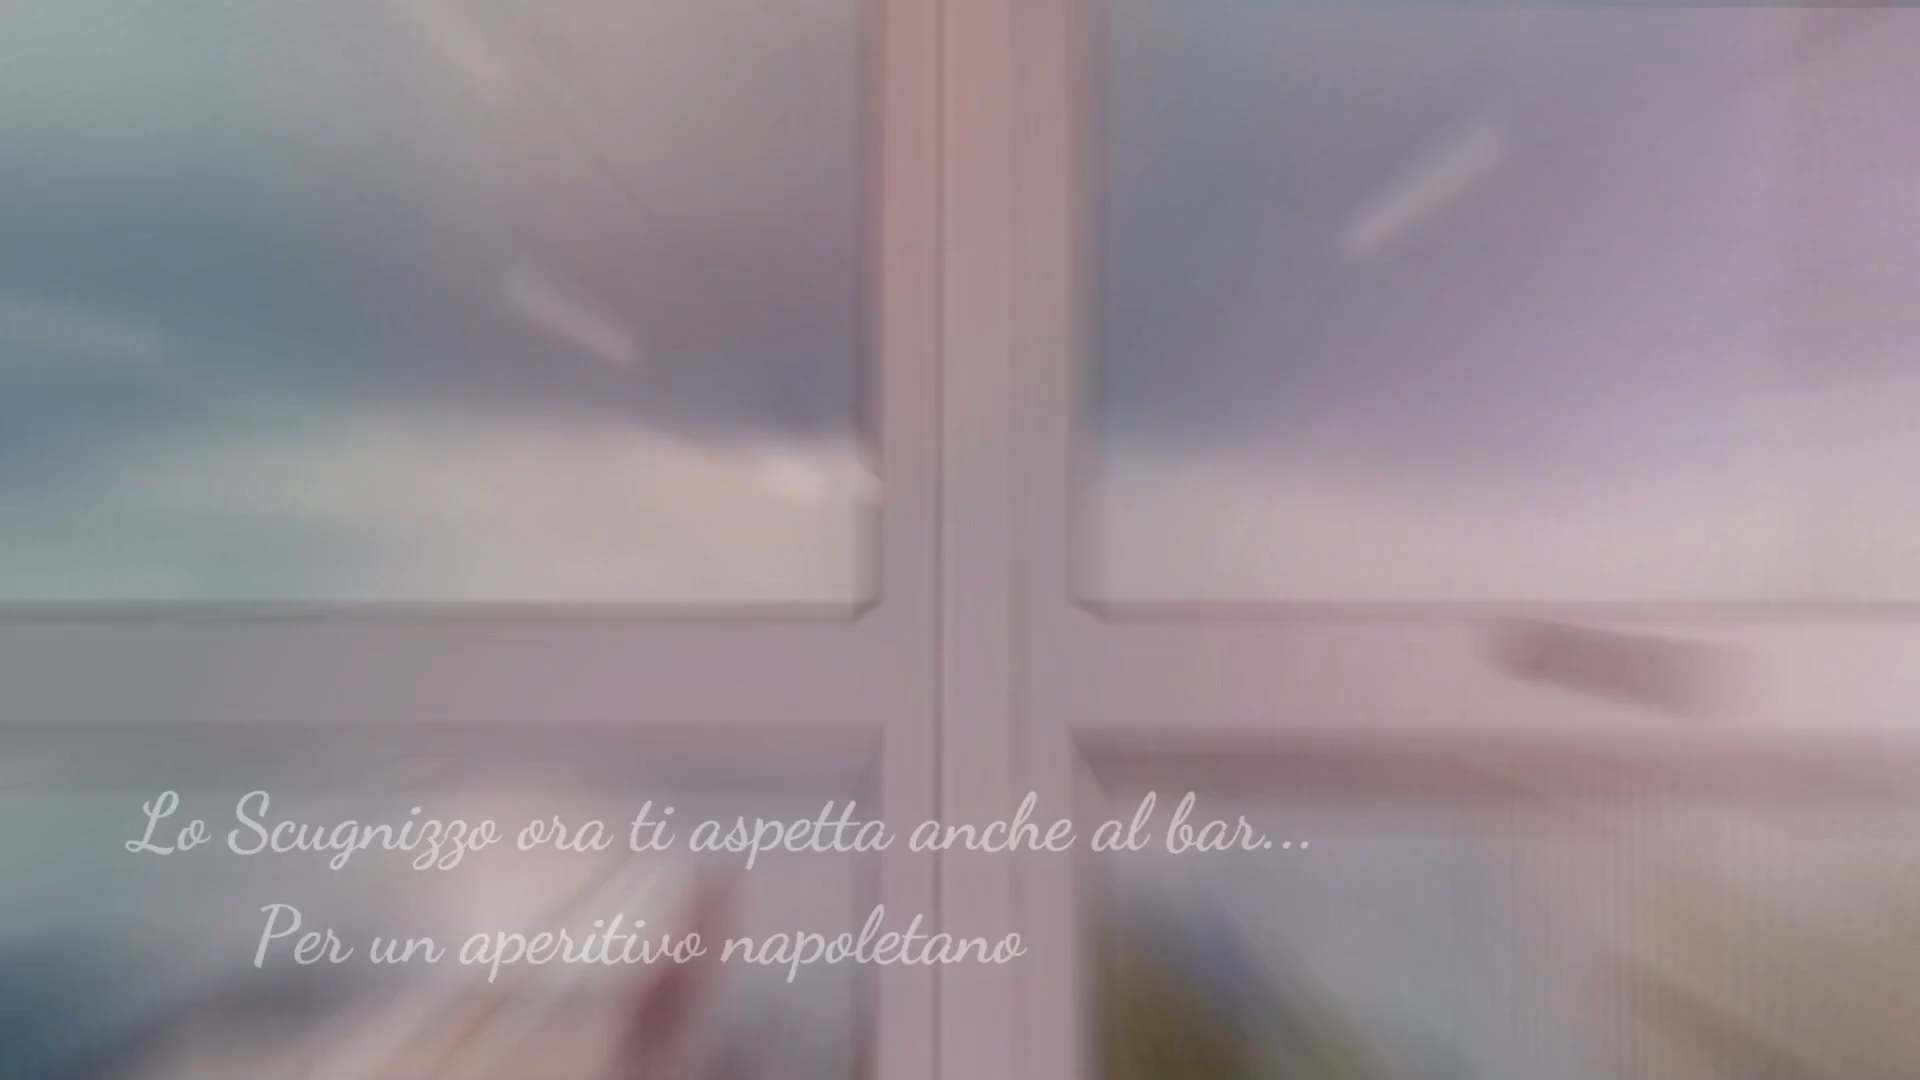 Lo Scugnizzo ora ti aspetta anche al bar...
Per un aperitivo napoletano